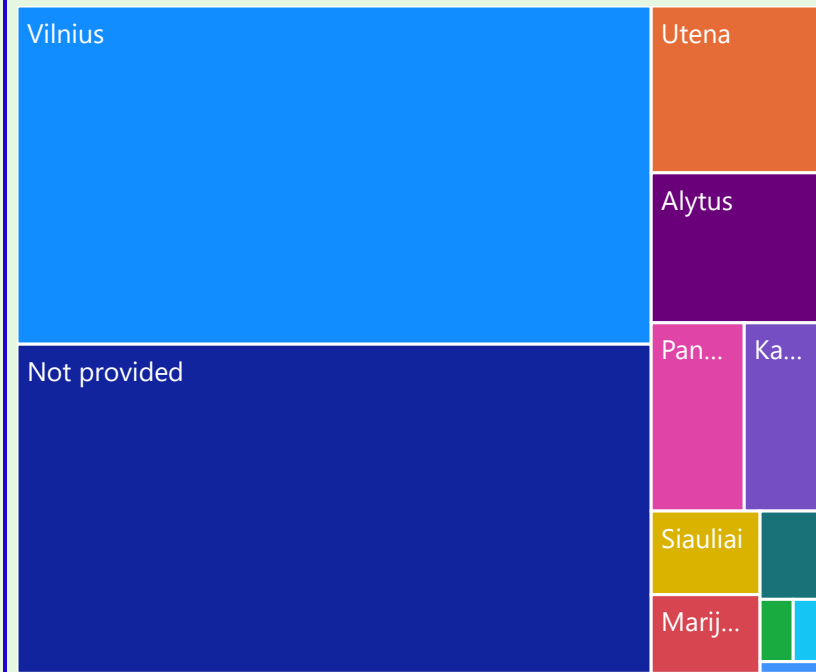 Vilnius
Not provided
Utena
Alytus
Pan...
Ka...
Siauliai
Marij...